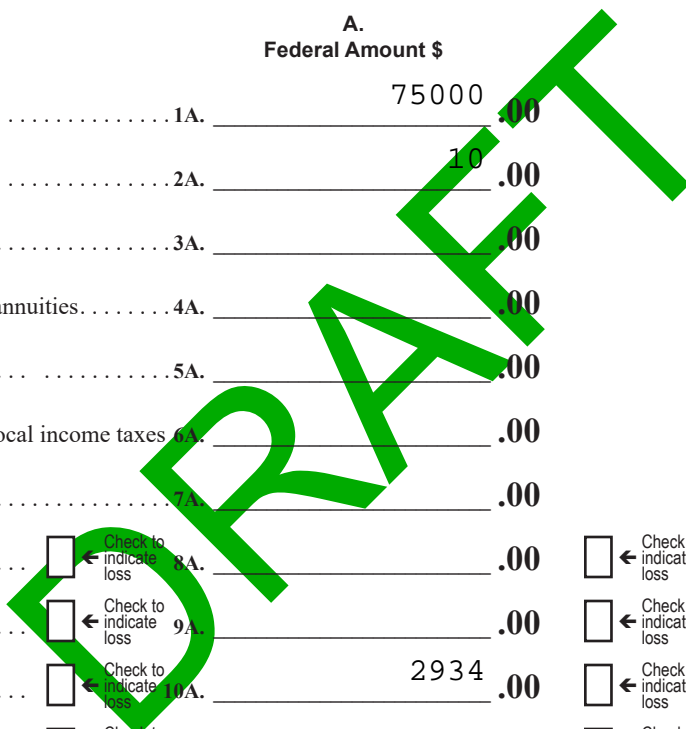 A.
Federal Amount $
. . . . . . . . . . . . . . 1A. 75000 .00
. . . . . . . . . . . . . . 2A. 10 .00
. . . . . . . . . . . . . . 3A. .00
annuities. . . . . . . . 4A. .00
. . . . . . . . . . . . . 5A. .00
ocal income taxes 6A. .00
. . . . . . . . . . . . . . 7A. .00
. . Check to indicate loss 8A. .00 Check indicat loss
. . Check to indicate loss 9A. .00 Check indicat loss
. . Check to indicate loss 10A. 2934 .00 Check indicat loss
DRAFT